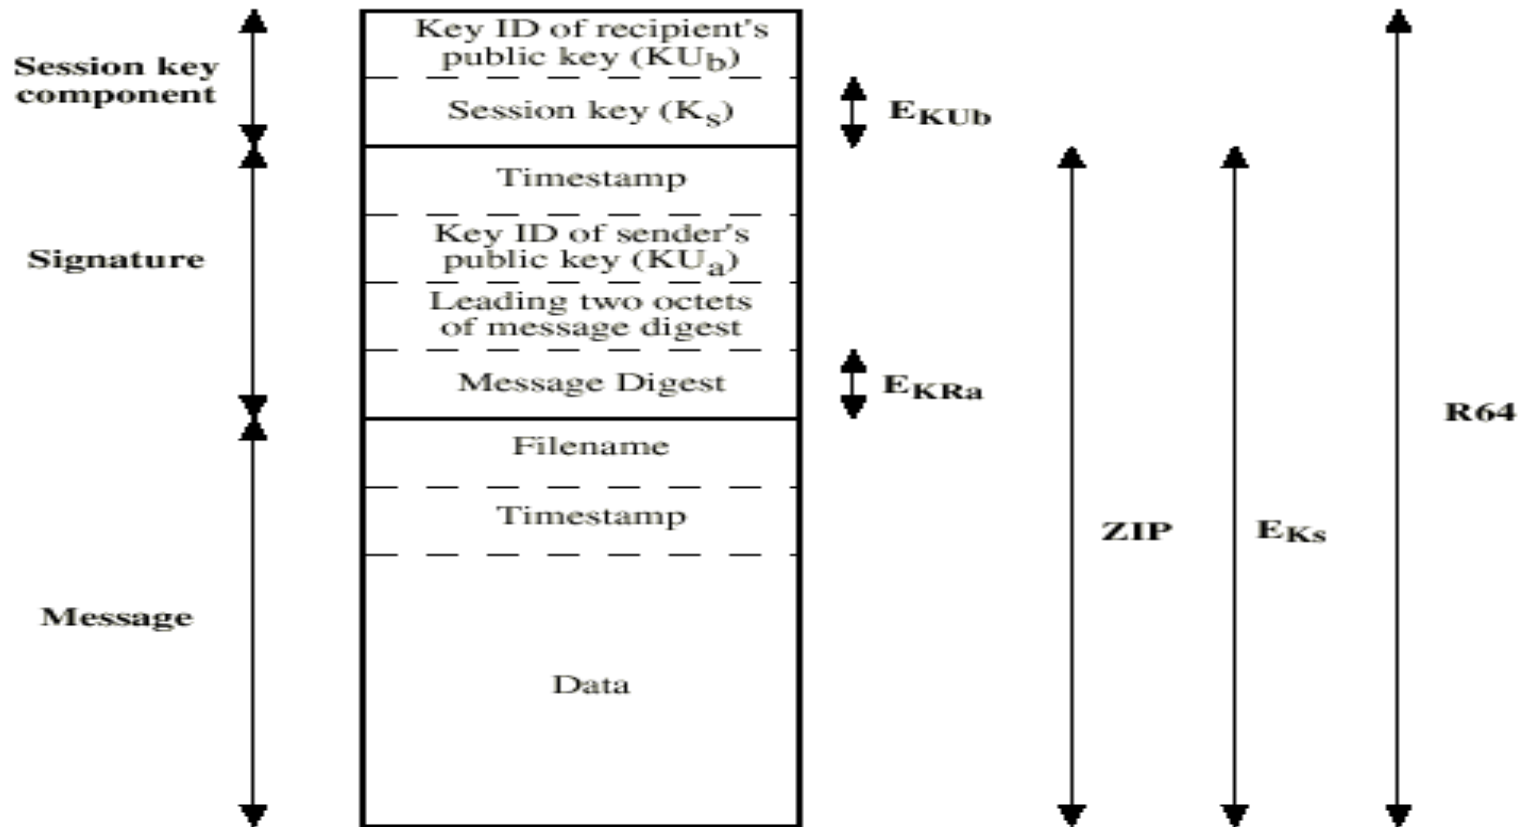 Session key
component
Signature
Message
Key ID of recipient's
public key (KUb)
Session key (Ks)
Timestamp
Key ID of sender's
public key (KUa)
Leading two octets
of message digest
Message Digest
Filename
Timestamp
Data
EKUb
EKRa
ZIP
EKs
R64